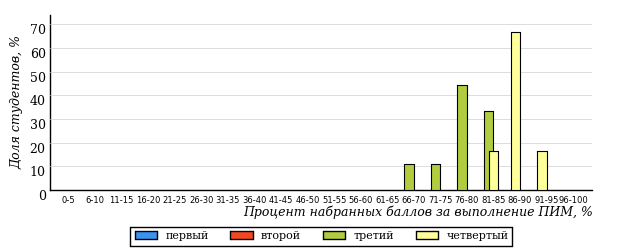 Доля студентов, %
70
60
50
40
30
20
10
0
0-5 6-10 11-15 16-20 21-25 26-30 31-35 36-40 41-45 46-50 51-55 56-60 61-65 66-70 71-75 76-80 81-85 86-90 91-95 96-100
Процент набранных баллов за выполнение ПИМ, %
первый второй третий четвертый